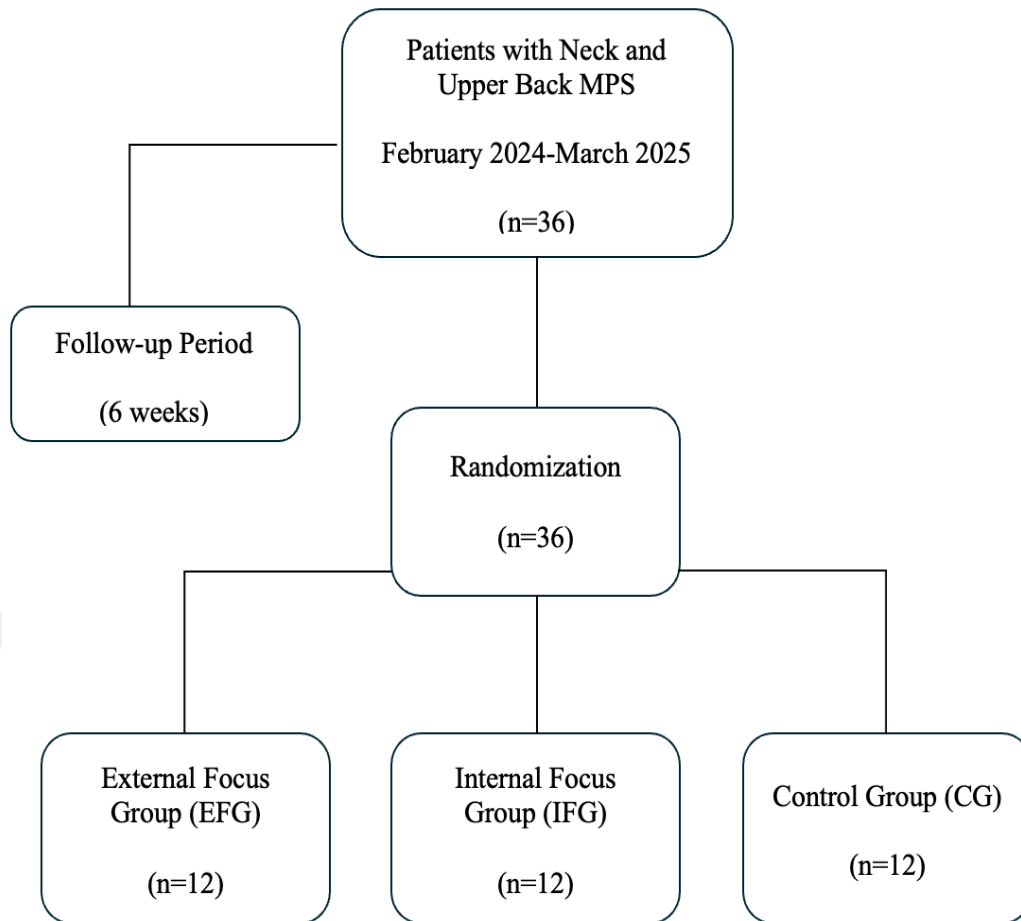 Patients with Neck and
Upper Back MPS
February 2024-March 2025
(n=36)
Follow-up Period
(6 weeks)
Randomization
(n=36)
External Focus
Group (EFG)
(n=12)
Internal Focus
Group (IFG)
(n=12)
Control Group (CG)
(n=12)